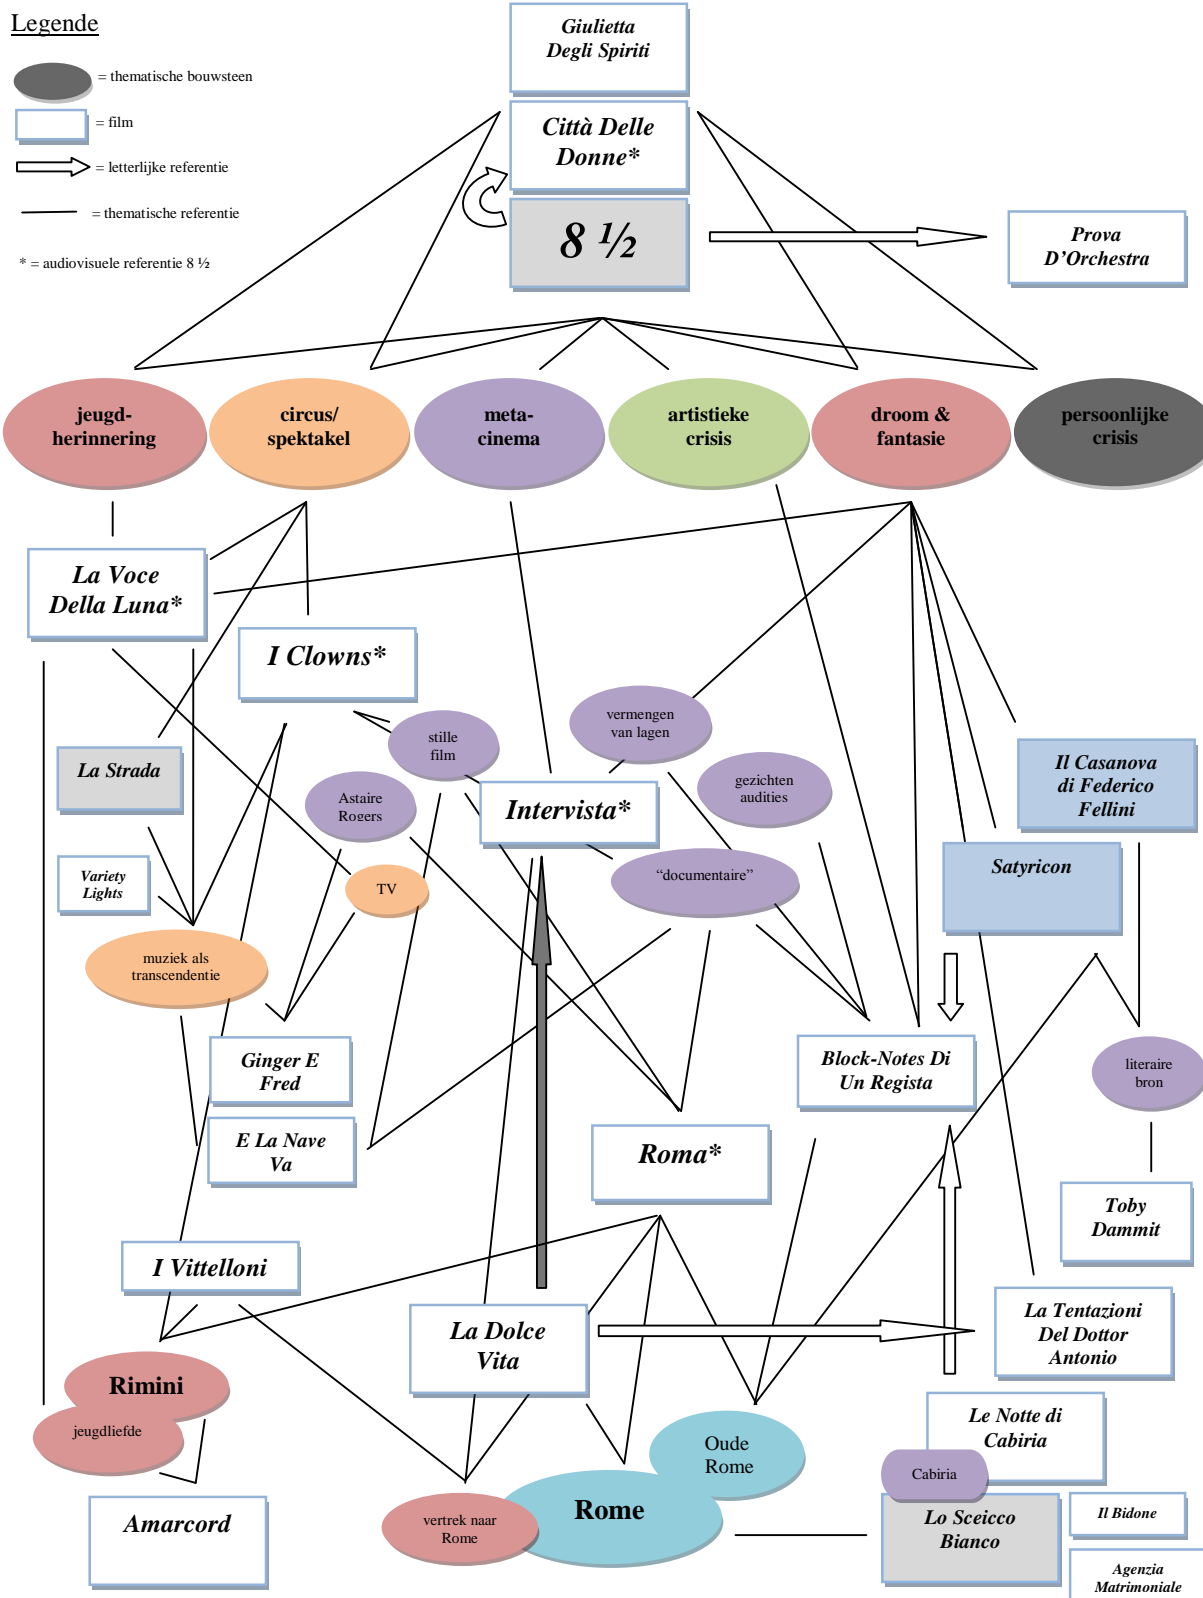 Legende
= thematische bouwsteen
= film
= letterlijke referentie
= thematische referentie
* = audiovisuele referentie 8 ½
Giulietta
Degli Spiriti
Città Delle
Donne*
8 ½
Prova
D’Orchestra
jeugd-
herinnering
circus/
spektakel
meta-
cinema
artistieke
crisis
droom &
fantasie
persoonlijke
crisis
La Voce
Della Luna*
I Clowns*
La Strada
Variety
Lights
stille
film
Astaire
Rogers
TV
muziek als
transcendentie
Intervista*
vermengen
van lagen
gezichten
audities
“documentaire”
Il Casanova
di Federico
Fellini
Satyricon
Ginger E
Fred
E La Nave
Va
Block-Notes Di
Un Regista
literaire
bron
Roma*
Toby
Dammit
I Vittelloni
La Dolce
Vita
La Tentazioni
Del Dottor
Antonio
Rimini
jeugdliefde
Amarcord
Oude
Rome
Rome
vertrek naar
Rome
Le Notte di
Cabiria
Cabiria
Lo Sceicco
Bianco
Il Bidone
Agenzia
Matrimoniale